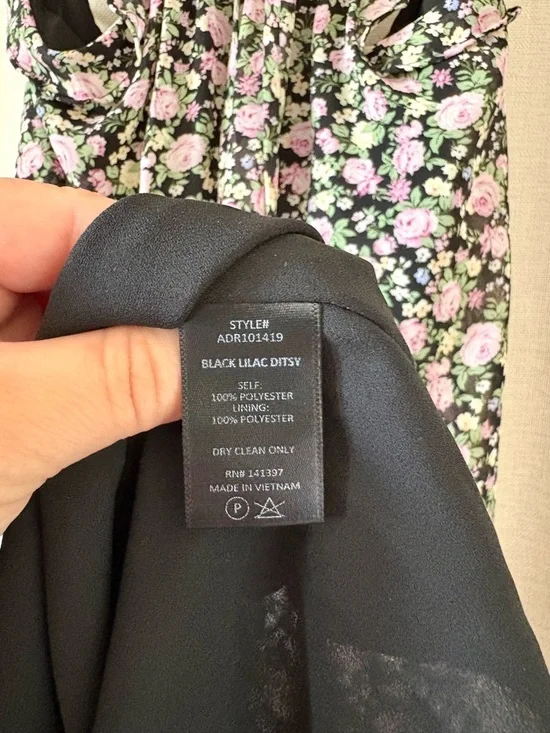 STYLE#
ADR101419
BLACK LILAC DITSY
SELF:
100% POLYESTER
LINING:
100% POLYESTER
DRY CLEAN ONLY
RN# 141397
MADE IN VIETNAM
P